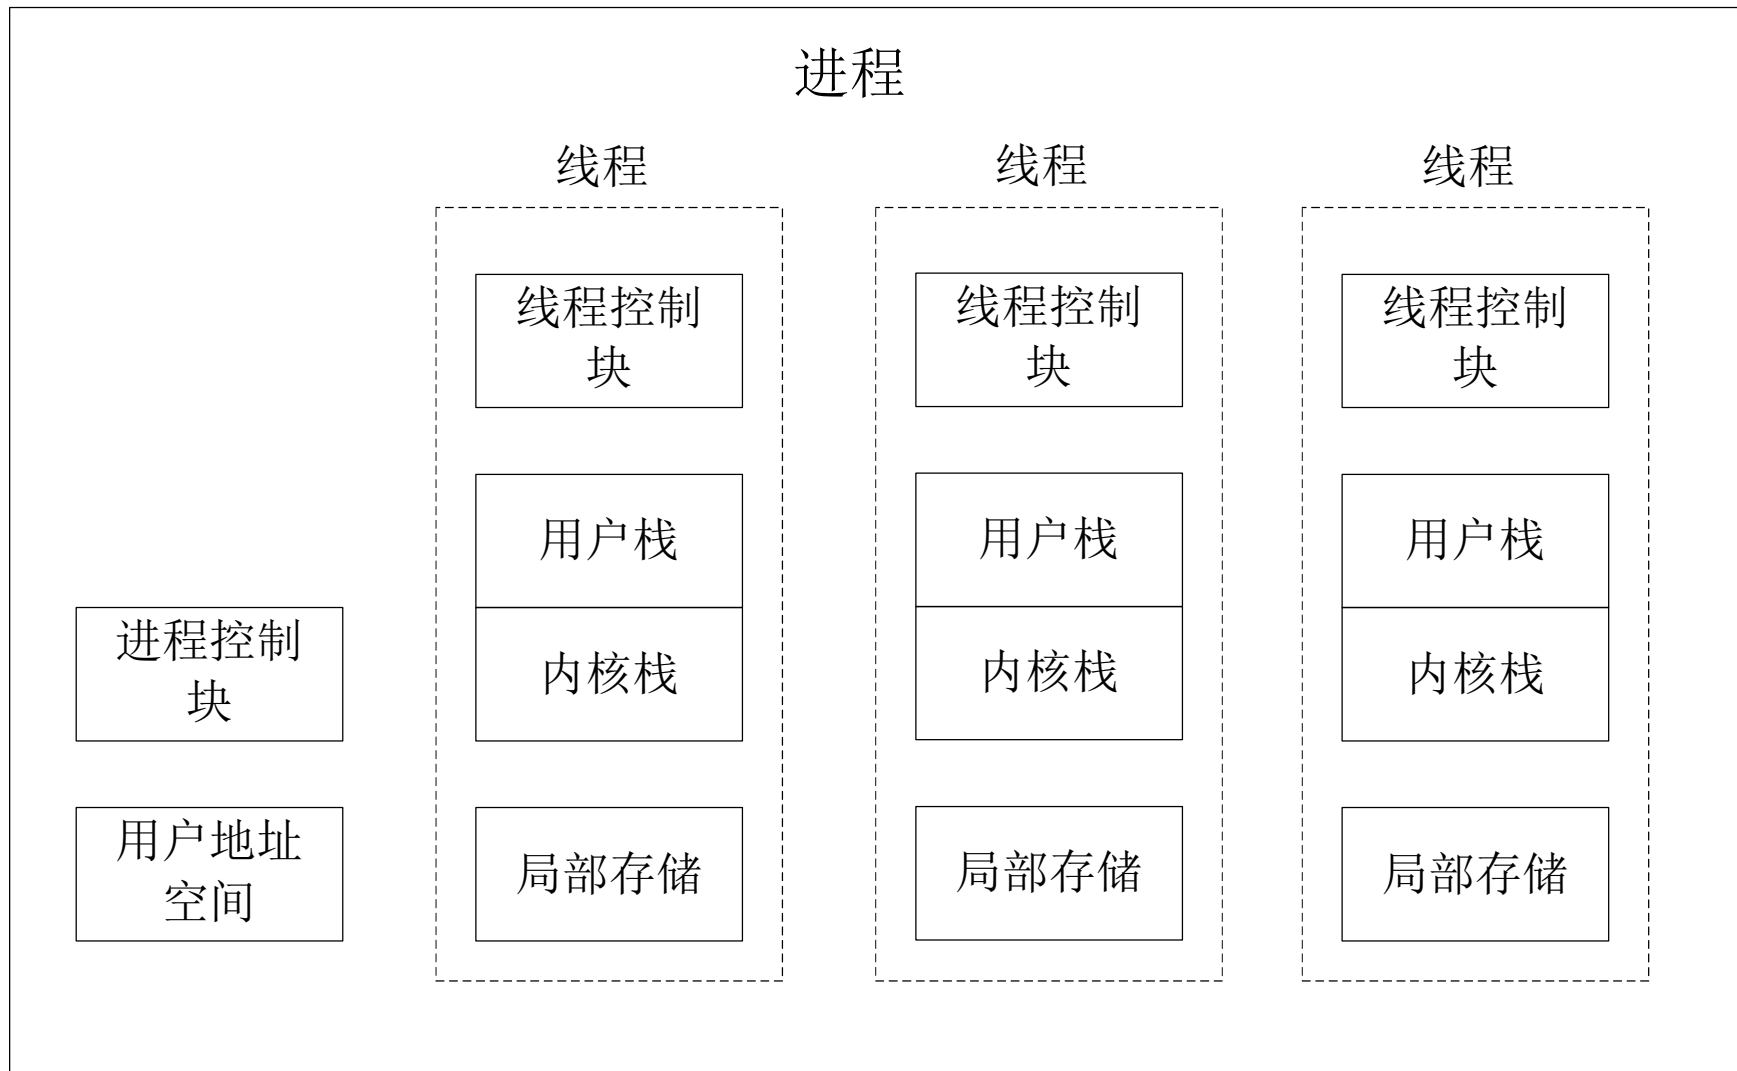 进程
线程
线程
线程
线程控制
块
线程控制
块
线程控制
块
用户栈
用户栈
用户栈
进程控制
块
内核栈
内核栈
内核栈
用户地址
空间
局部存储
局部存储
局部存储